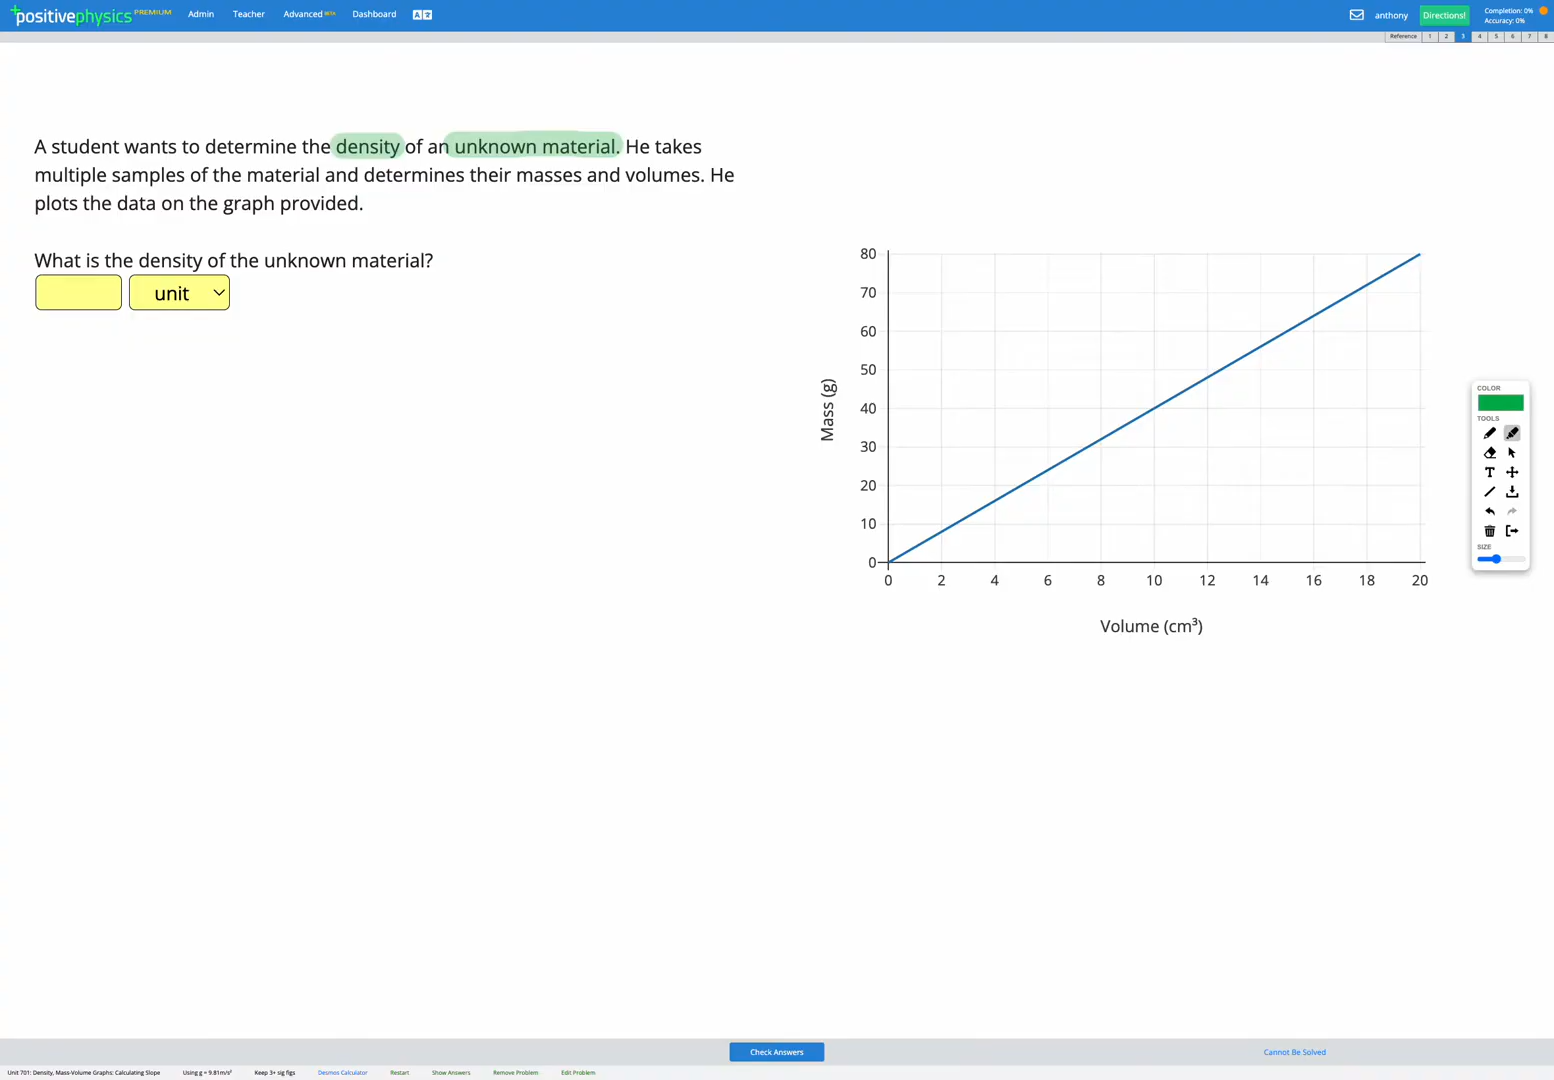 positivephysics PREMIUM Admin Teacher Advanced BETA Dashboard anthony Directions! Completion: 0%
Accuracy: 0%
Reference 1 2 3 4 5 6 7 8
A student wants to determine the density of an unknown material. He takes
multiple samples of the material and determines their masses and volumes. He
plots the data on the graph provided.
What is the density of the unknown material?
unit
80
70
60
50
40
30
20
10
0
Mass (g)
0 2 4 6 8 10 12 14 16 18 20
Volume (cm³)
COLOR
TOOLS
T
SIZE
Check Answers Cannot Be Solved
Unit 701: Density, Mass-Volume Graphs: Calculating Slope Using g = 9.81m/s² Keep 3+ sig figs Desmos Calculator Restart Show Answers Remove Problem Edit Problem